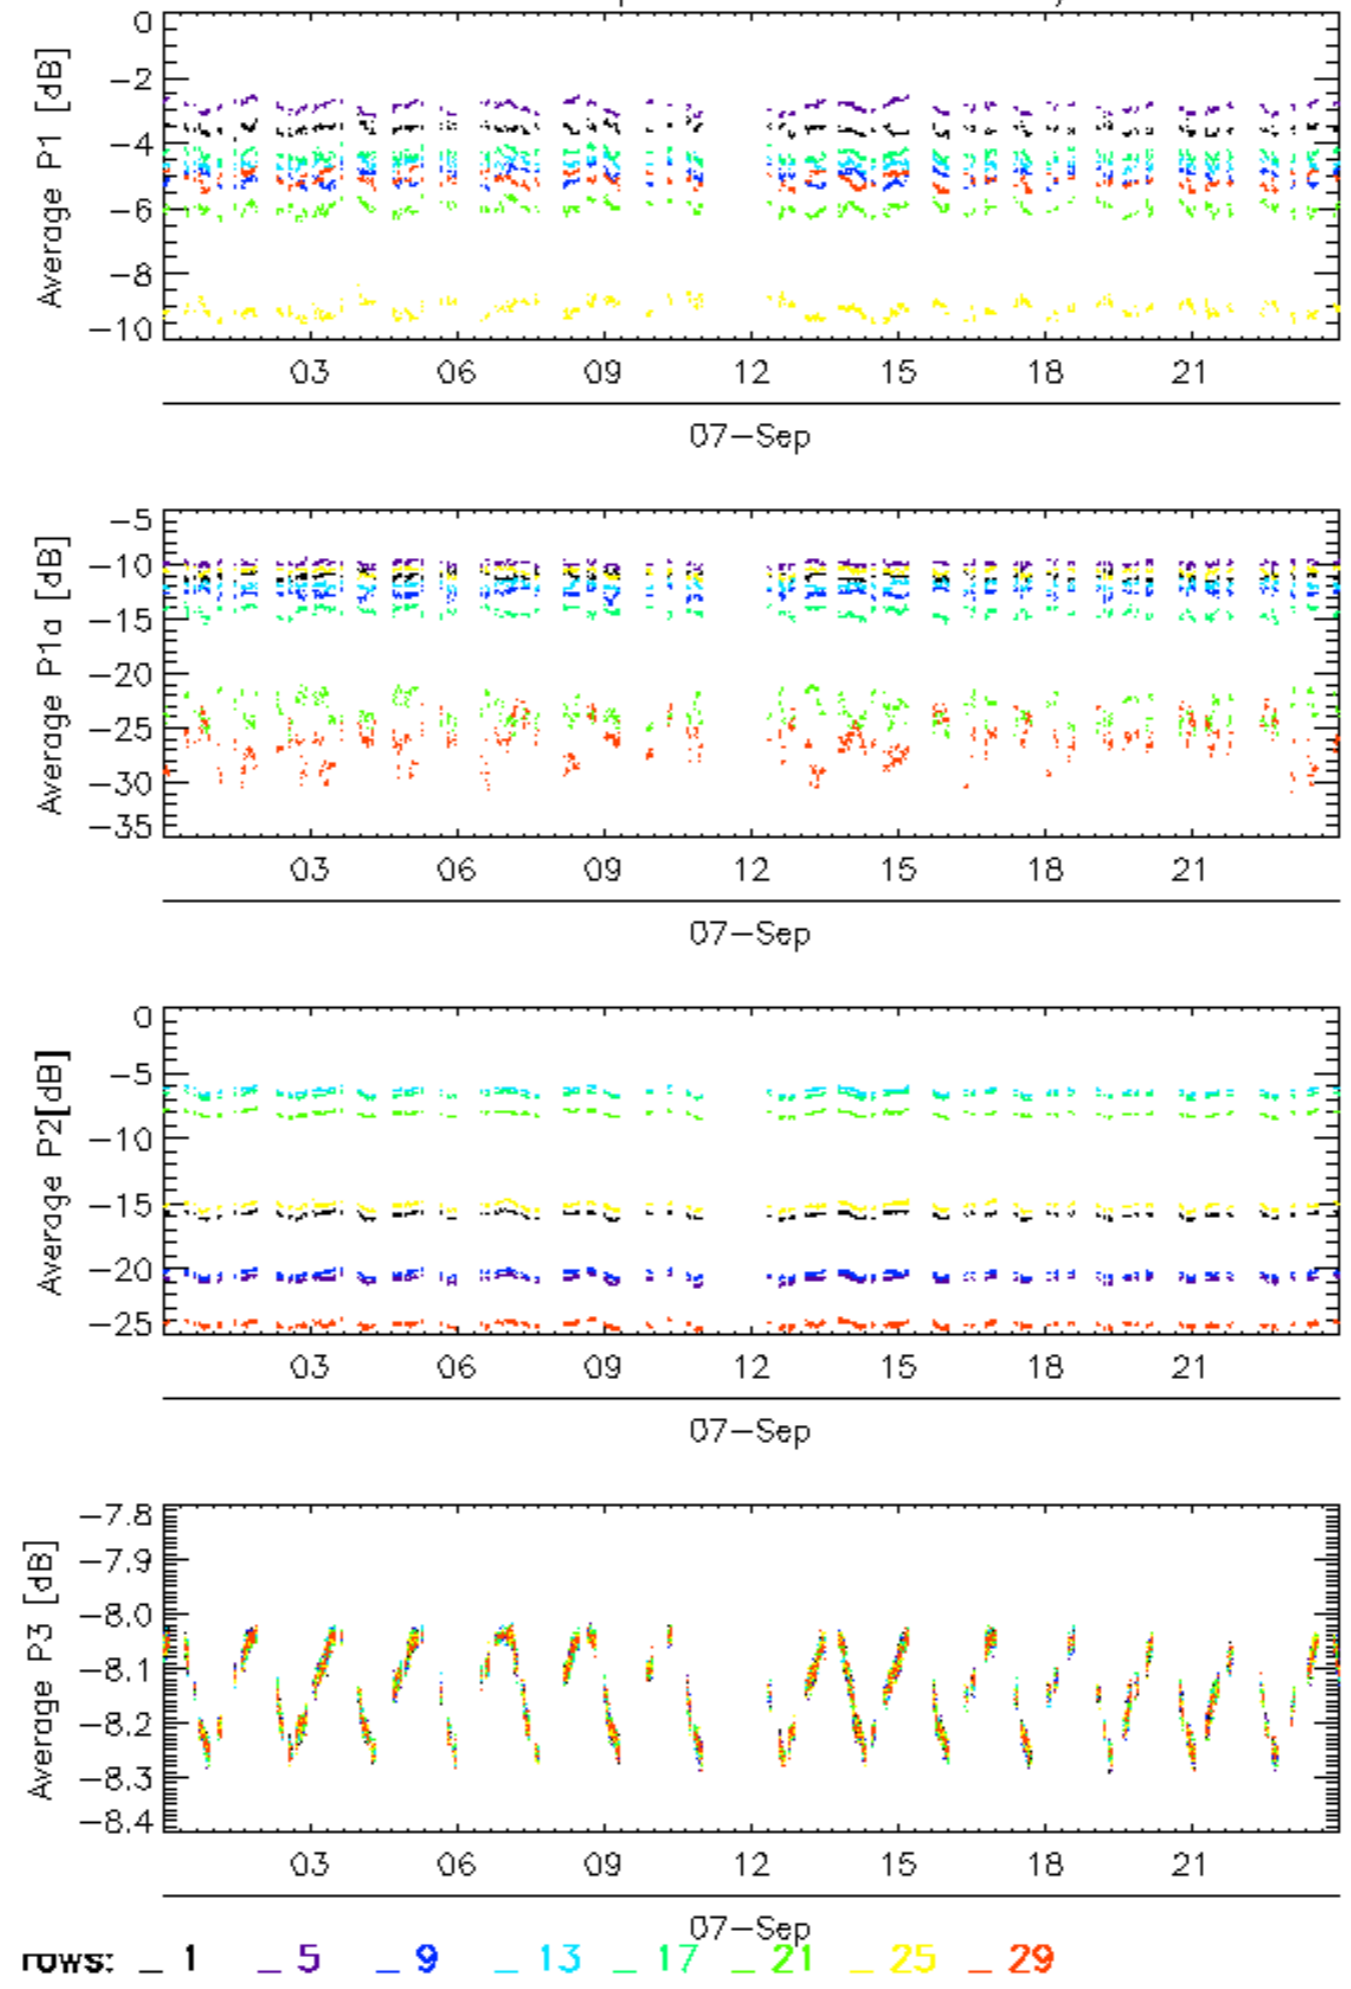 0
−2
−4
−6
−8
−10
Average P1 [dB]
03 06 09 12 15 18 21
07−Sep
−5
−10
−15
−20
−25
−30
−35
Average P1a [dB]
03 06 09 12 15 18 21
07−Sep
0
−5
−10
−15
−20
−25
Average P2[dB]
03 06 09 12 15 18 21
07−Sep
−7.8
−7.9
−8.0
−8.1
−8.2
−8.3
−8.4
Average P3 [dB]
03 06 09 12 15 18 21
07−Sep
rows: _ 1 _ 5 _ 9 _ 13 _ 17 _ 21 _ 25 _ 29